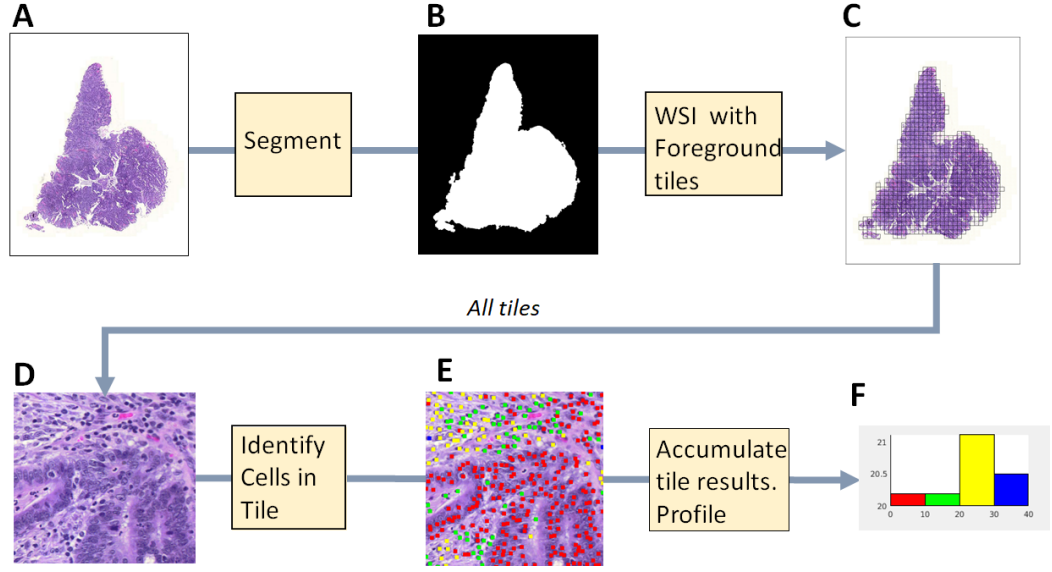 A
B
C
Segment
WSI with
Foreground
tiles
All tiles
D
E
F
Identify
Cells in
Tile
Accumulate
tile results.
Profile
21
20.5
20
0
10
20
30
40